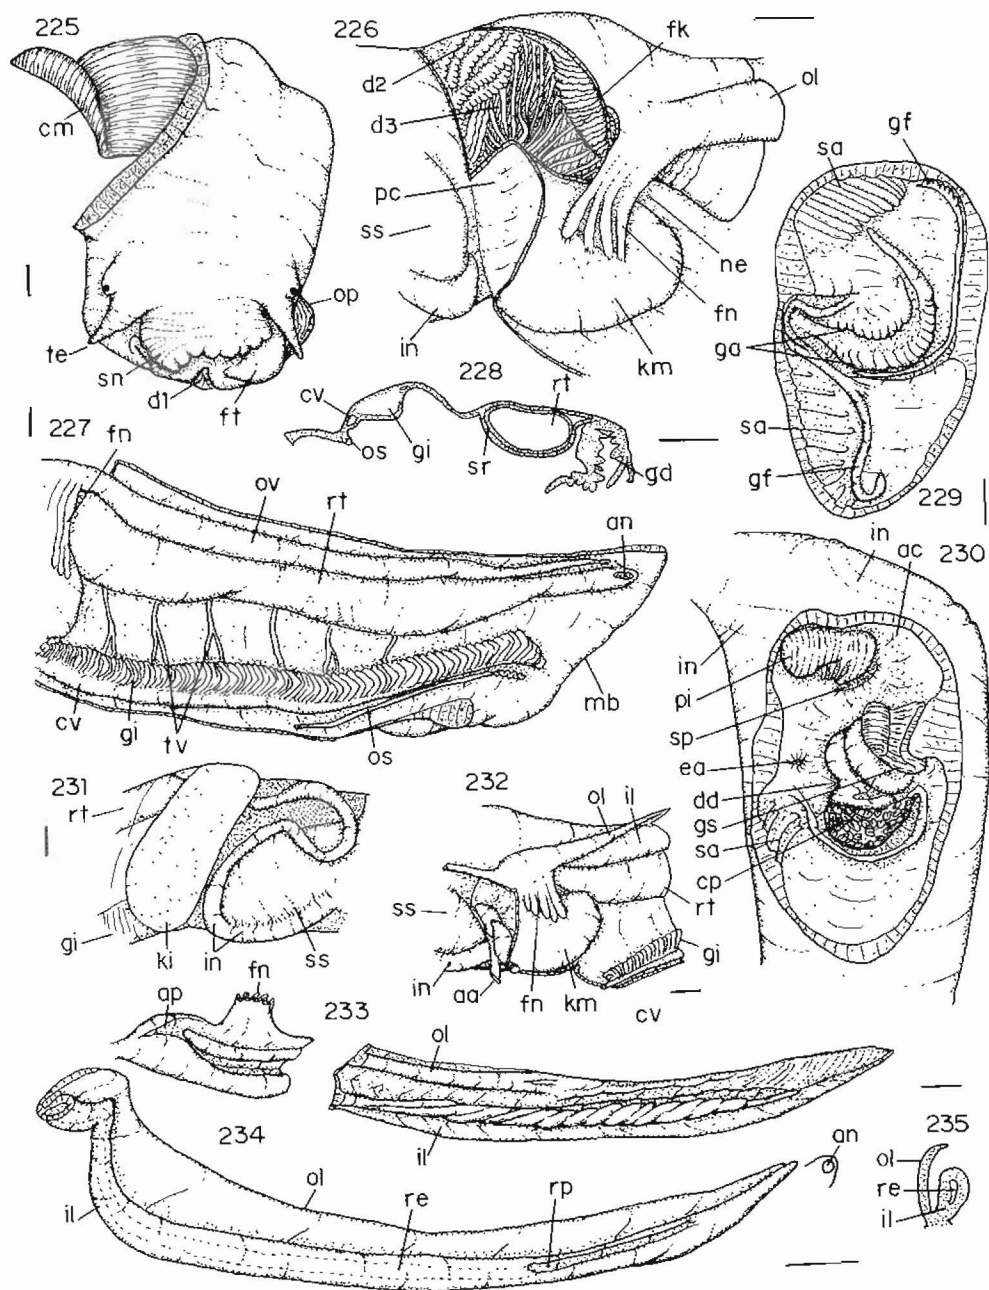 225
cm
te
sn
d1
ft
op
226
d2
d3
pc
ss
in
fk
ol
ne
fn
km
sa
gf
ga
sa
gf
229
228
cv
os
gi
sr
rt
gd
227
fn
ov
rt
an
cv
gi
tv
os
mb
230
in
ac
in
pi
sp
ea
dd
gs
sa
cp
231
rt
gi
ki
in
ss
232
ol
il
ss
rt
gi
in
aa
fn
km
cv
233
ap
fn
ol
il
234
il
ol
re
rp
an
235
ol
re
il